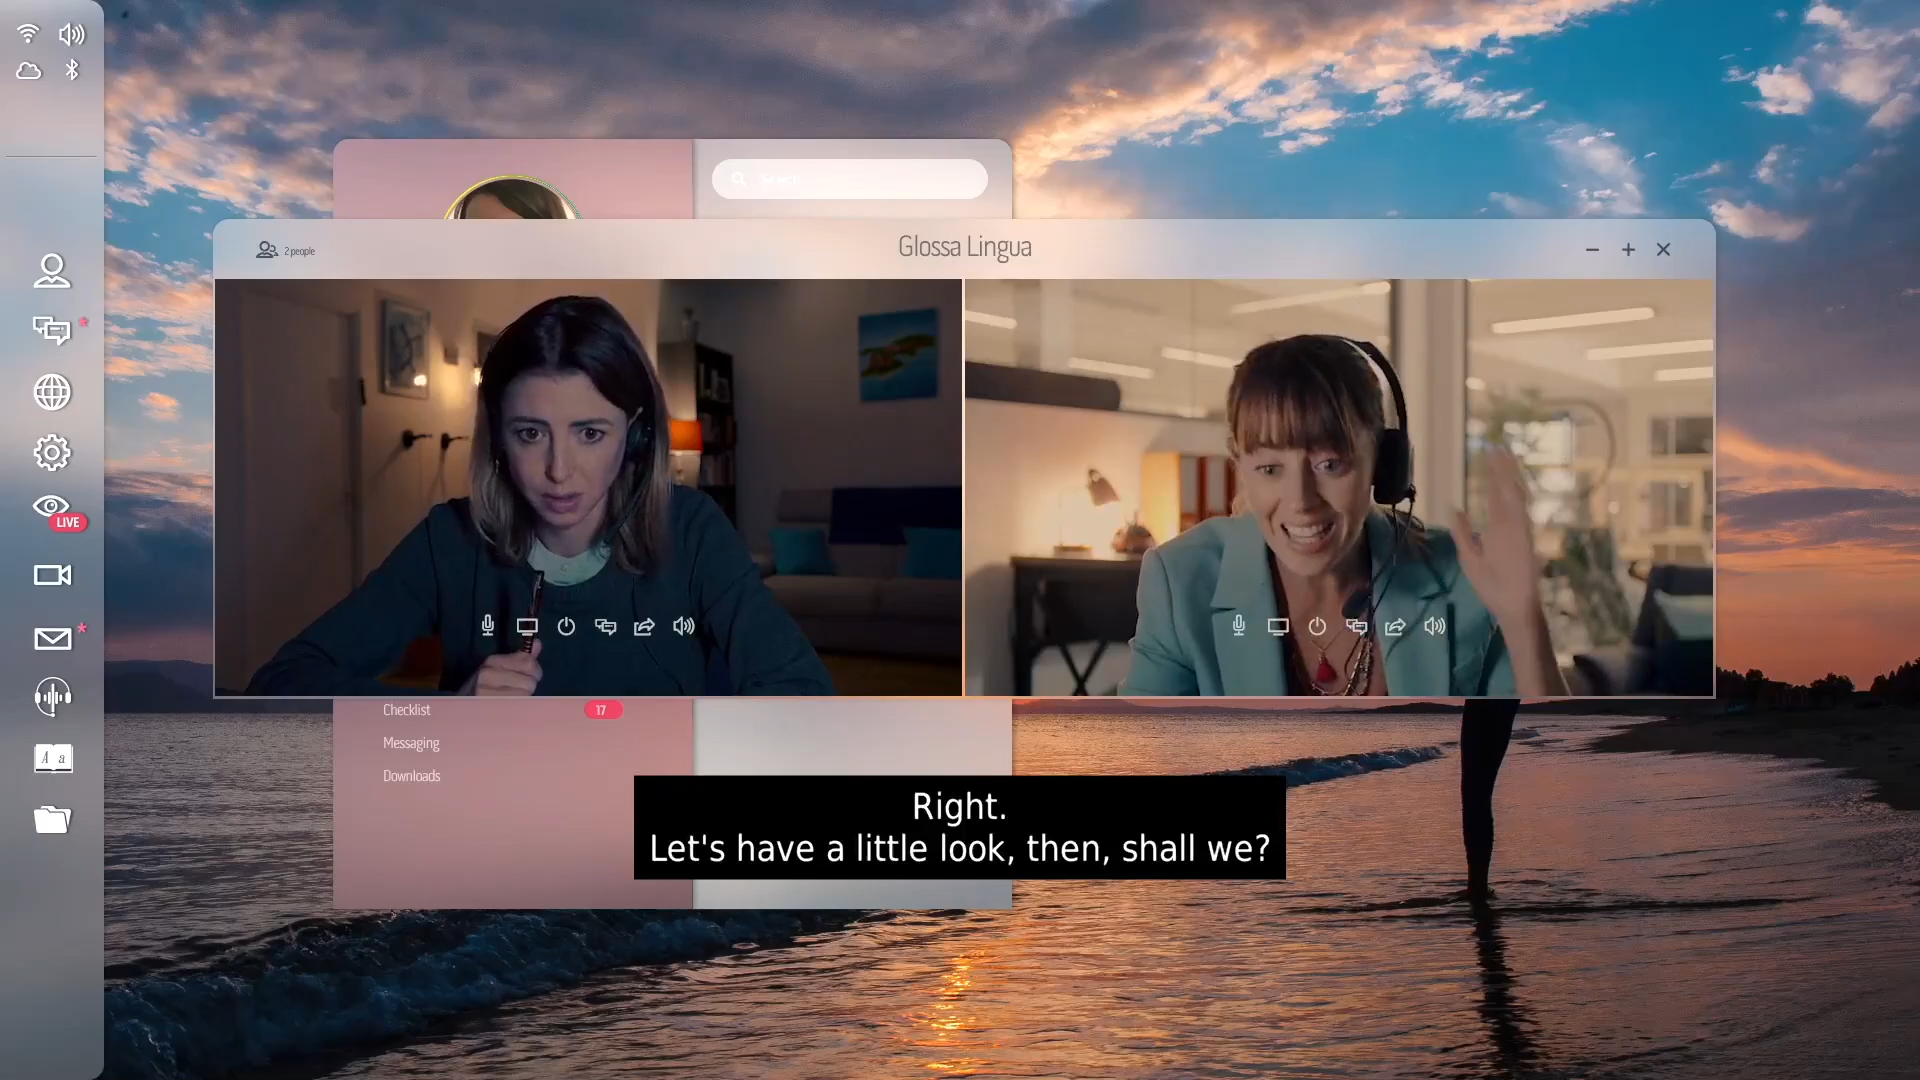 2 people
Glossa Lingua
LIVE
A a
Checklist
17
Messaging
Downloads
Right.
Let's have a little look, then, shall we?